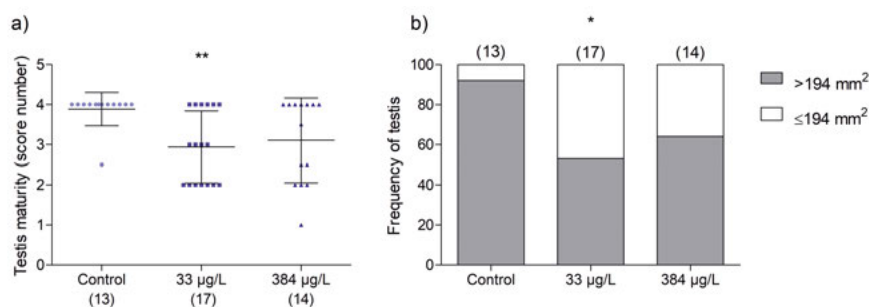 a)
**
Testis maturity (score number)
5
4
3
2
1
0
Control
(13)
33 µg/L
(17)
384 µg/L
(14)
b)
*
(13)
(17)
(14)
Frequency of testis
100
80
60
40
20
0
Control
33 µg/L
384 µg/L
>194 mm²
≤194 mm²